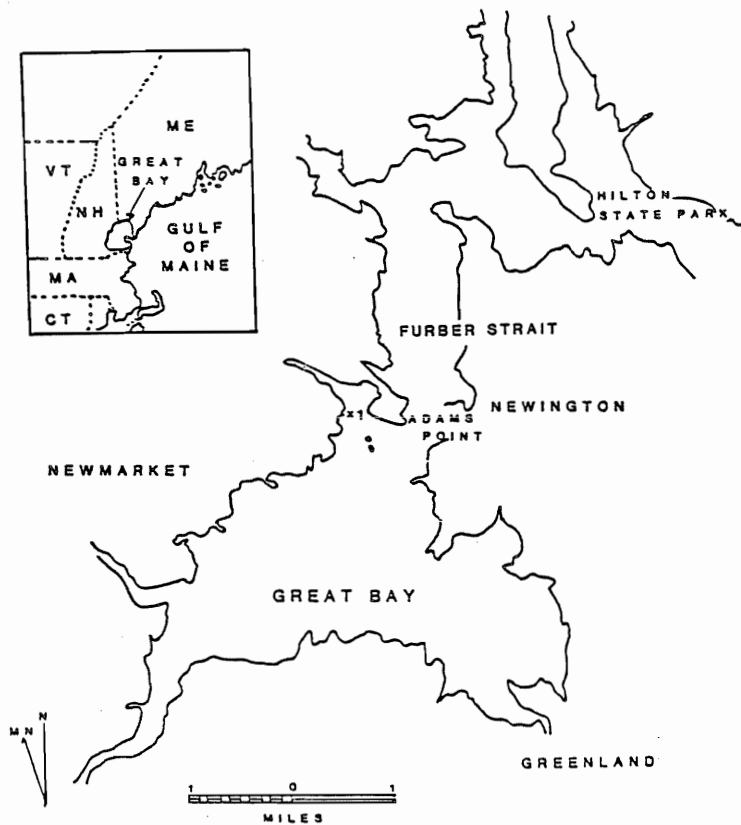 ME
VT
GREAT
BAY
NH
GULF
OF
MAINE
MA
CT
HILTON
STATE PARK
FURBER STRAIT
x1
ADAMS
POINT
NEWINGTON
NEWMARKET
GREAT BAY
MN
N
GREENLAND
1 0 1
MILES